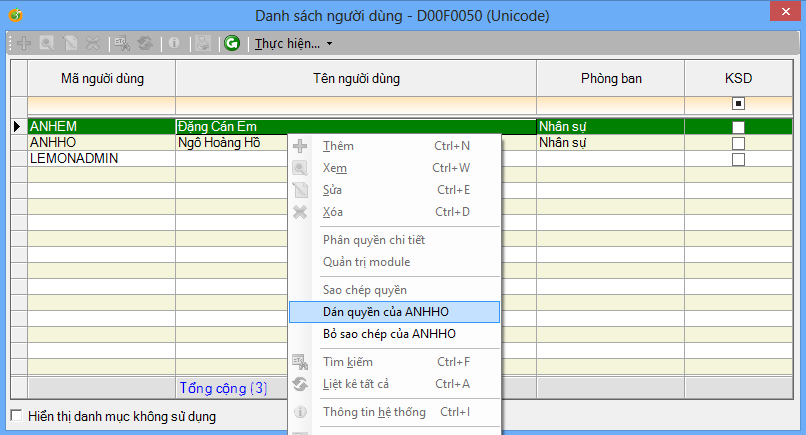 Danh sách người dùng - D00F0050 (Unicode)
Thực hiện...
Mã người dùng Tên người dùng Phòng ban KSD
ANHEM Đặng Cán Em Nhân sự
ANHHO Ngô Hoàng Hồ Nhân sự
LEMONADMIN
Thêm Ctrl+N
Xem Ctrl+W
Sửa Ctrl+E
Xóa Ctrl+D
Phân quyền chi tiết
Quản trị module
Sao chép quyền
Dán quyền của ANHHO
Bỏ sao chép của ANHHO
Tìm kiếm Ctrl+F
Liệt kê tất cả Ctrl+A
Thông tin hệ thống Ctrl+I
Tổng cộng (3)
Hiển thị danh mục không sử dụng